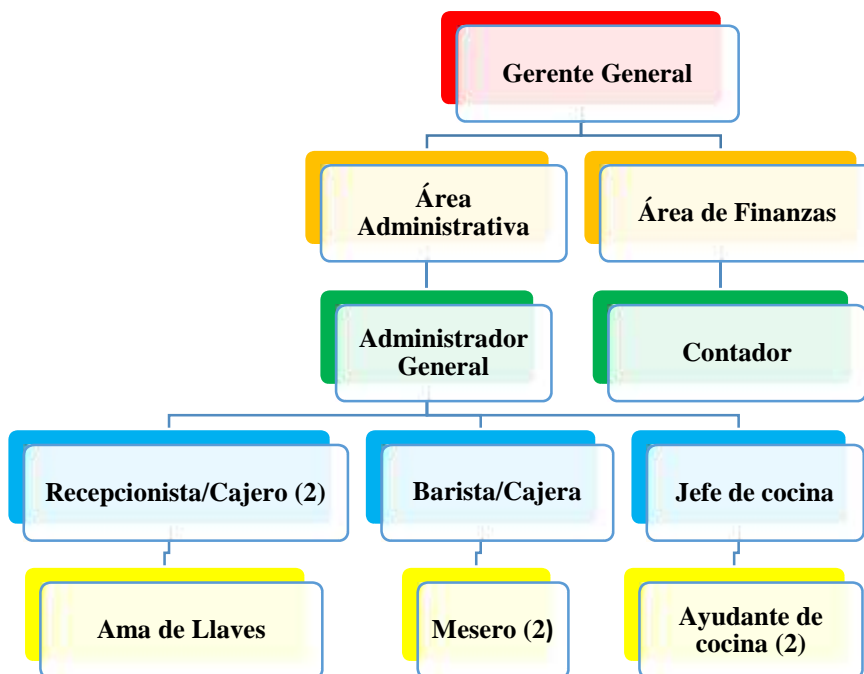 Gerente General
Área
Administrativa
Área de Finanzas
Administrador
General
Contador
Recepcionista/Cajero (2)
Barista/Cajera
Jefe de cocina
Ama de Llaves
Mesero (2)
Ayudante de
cocina (2)